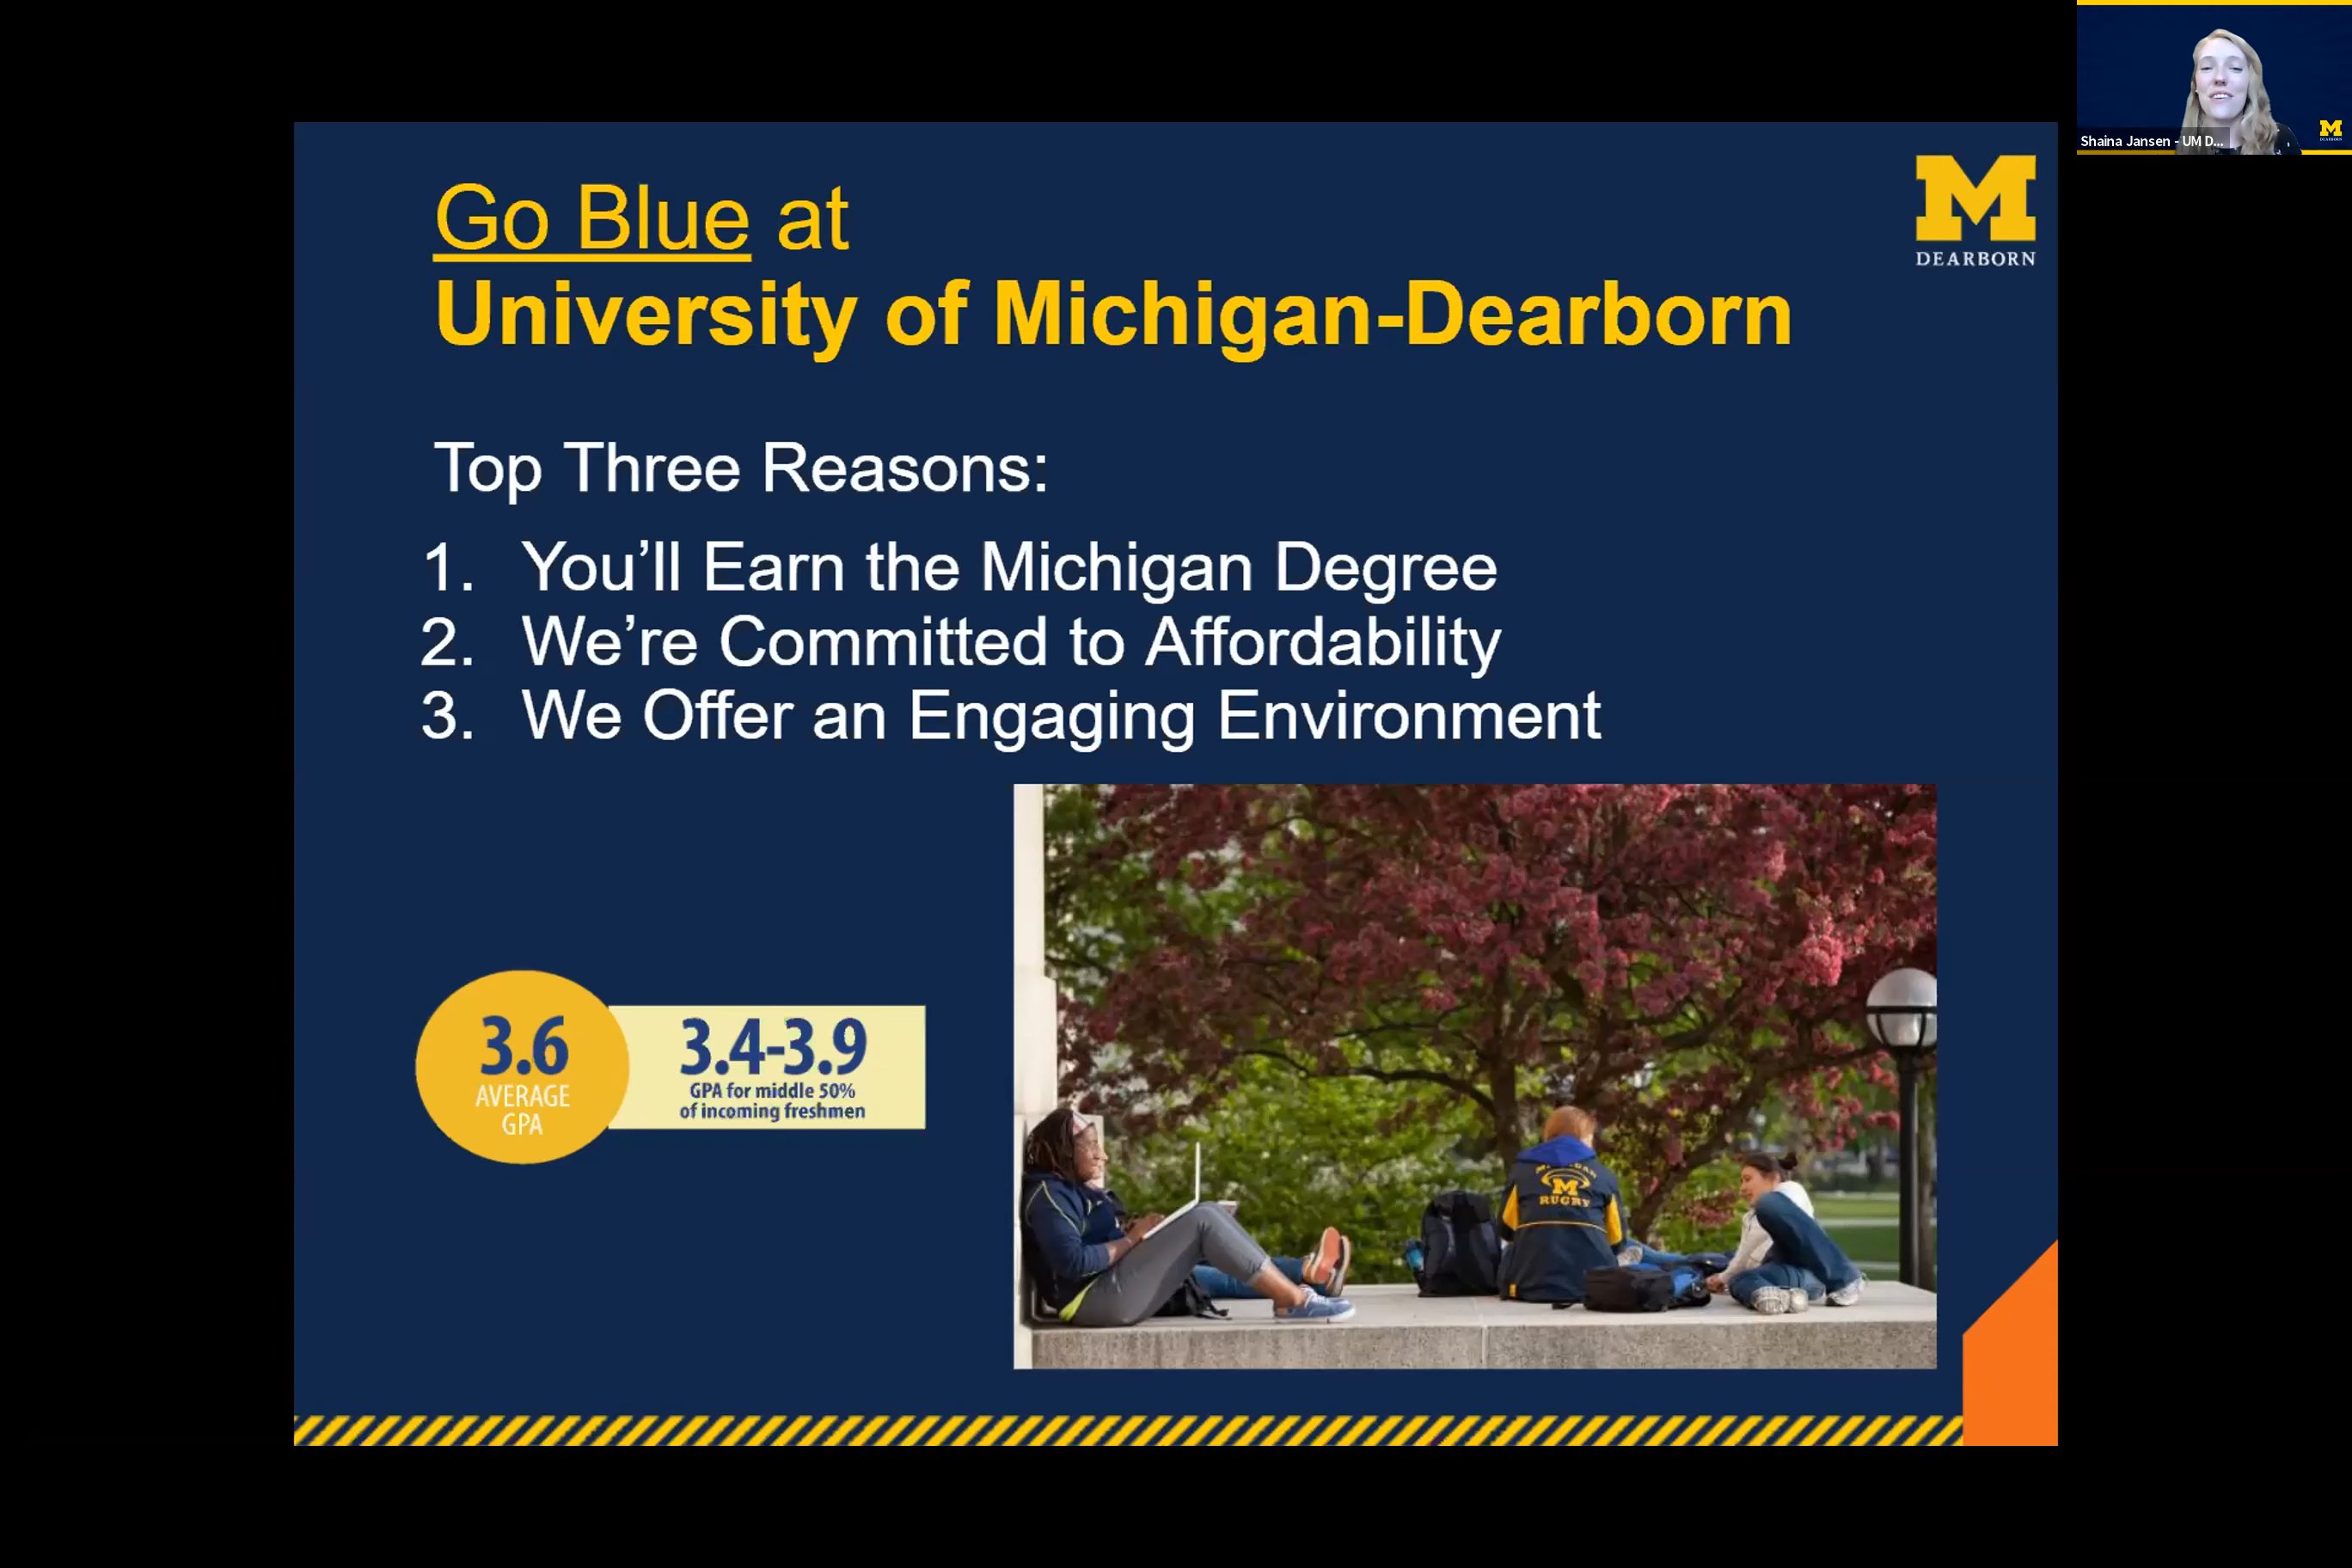 Shaina Jansen - UM D...
M
DEARBORN
Go Blue at
University of Michigan-Dearborn
Top Three Reasons:
1. You’ll Earn the Michigan Degree
2. We’re Committed to Affordability
3. We Offer an Engaging Environment
3.6
AVERAGE
GPA
3.4-3.9
GPA for middle 50%
of incoming freshmen
M
RUGBY